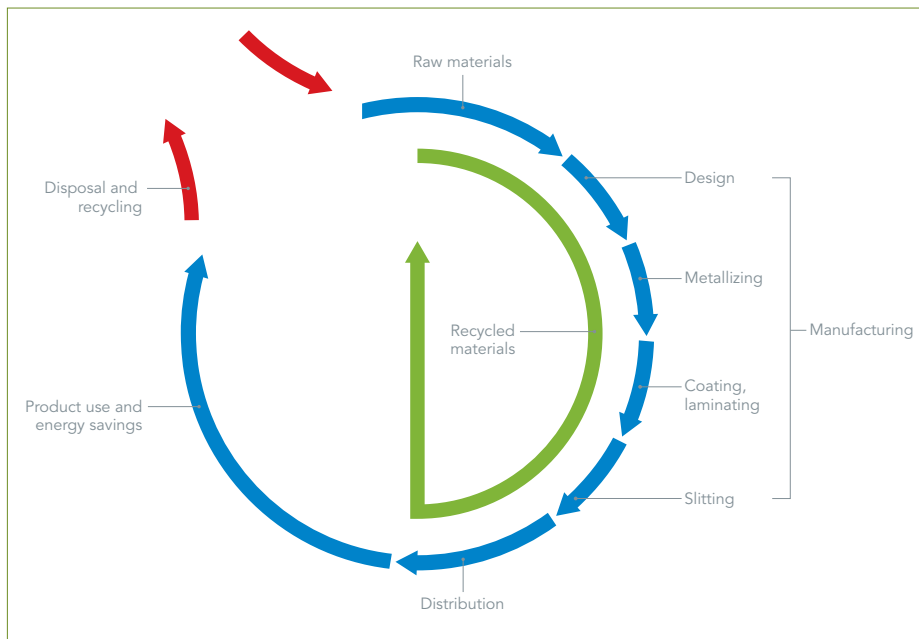 Raw materials
Design
Disposal and
recycling
Metallizing
Recycled
materials
Manufacturing
Coating,
laminating
Product use and
energy savings
Slitting
Distribution